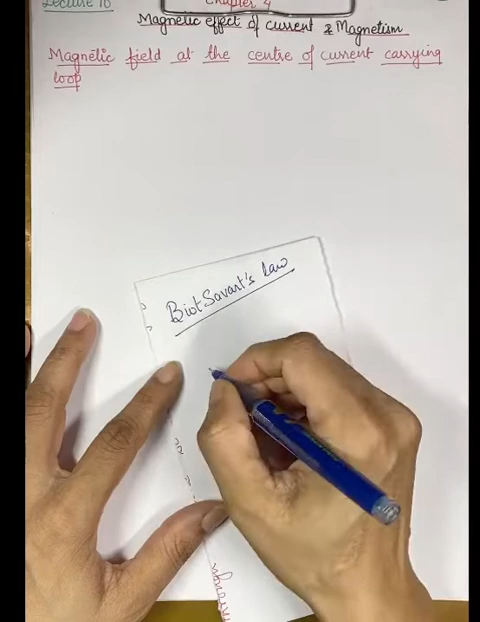 Lecture 10
Chapter 4
Magnetic effect of current & Magnetism
Magnetic field at the centre of current carrying
loop
Biot Savart's law